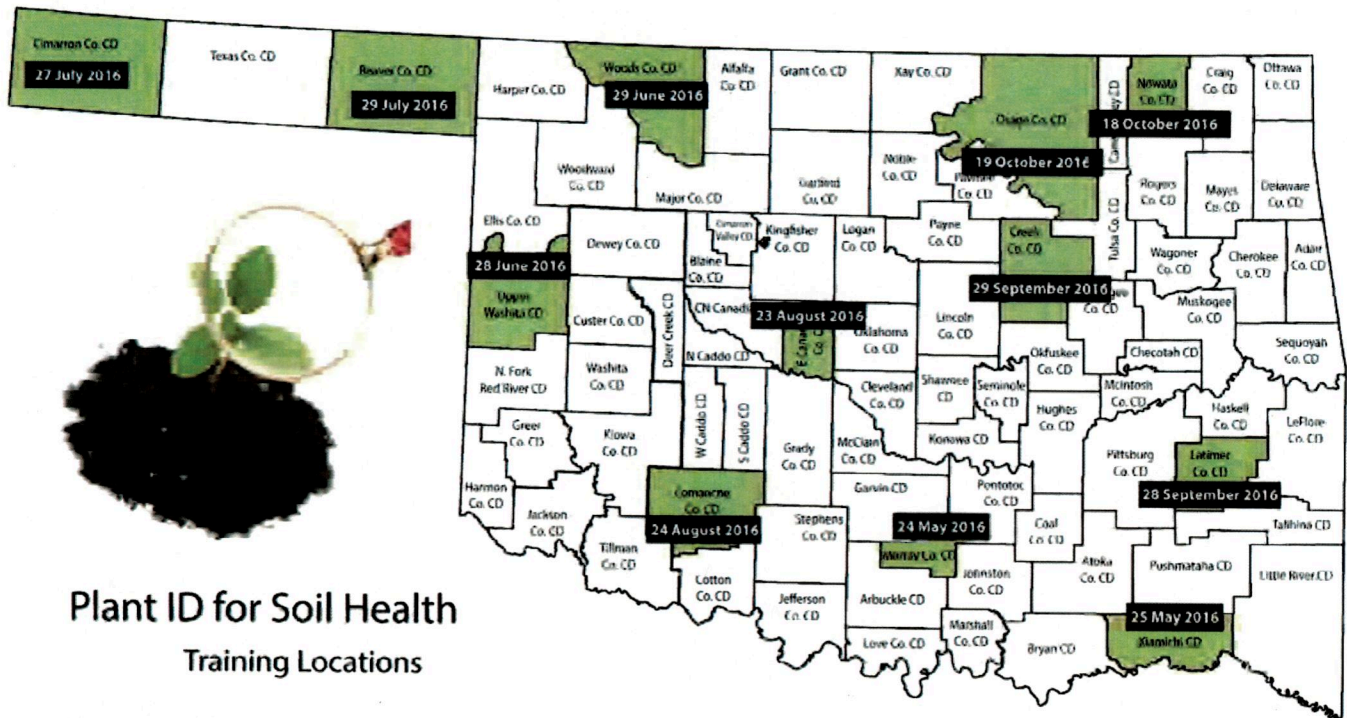 Cimarron Co. CD
27 July 2016
Texas Co. CD
Beaver Co. CD
29 July 2016
Harper Co. CD
Woods Co. CD
29 June 2016
Alfalfa
Co. CD
Grant Co. CD
Kay Co. CD
Osage Co. CD
19 October 2016
Nowata
Co. CD
18 October 2016
Craig
Co. CD
Ottawa
Co. CD
Woodward
Co. CD
Major Co. CD
Garfield
Co. CD
Noble
Co. CD
Pawnee
Co. CD
Rogers
Co. CD
Mayes
Co. CD
Delaware
Co. CD
Ellis Co. CD
28 June 2016
Upper
Washita CD
Dewey Co. CD
Cimarron
Valley CD
Blaine
Co. CD
Kingfisher
Co. CD
Logan
Co. CD
Payne
Co. CD
Creek
Co. CD
29 September 2016
Tulsa Co. CD
Wagoner
Co. CD
Cherokee
Co. CD
Adair
Co. CD
Custer Co. CD
Deer Creek CD
23 August 2016
Oklahoma
Co. CD
Lincoln
Co. CD
Okfuskee
Co. CD
Muskogee
Co. CD
Checotah CD
Sequoyah
Co. CD
N. Fork
Red River CD
Washita
Co. CD
N Caddo CD
W Caddo CD
S Caddo CD
Cleveland
Co. CD
Shawnee
CD
Seminole
Co. CD
Hughes
Co. CD
McIntosh
Co. CD
Haskell
Co. CD
LeFlore
Co. CD
Greer
Co. CD
Kiowa
Co. CD
Grady
Co. CD
McClain
Co. CD
Konawa CD
Pittsburg
Co. CD
Latimer
Co. CD
28 September 2016
Talihina CD
Harmon
Co. CD
Jackson
Co. CD
Comanche
Co. CD
24 August 2016
Stephens
Co. CD
Garvin CD
24 May 2016
Murray Co. CD
Pontotoc
Co. CD
Coal
Co. CD
Tillman
Co. CD
Cotton
Co. CD
Jefferson
Co. CD
Arbuckle CD
Johnston
Co. CD
Atoka
Co. CD
Pushmataha CD
Little River CD
Love Co. CD
Marshall
Co. CD
Bryan CD
25 May 2016
Kiamichi CD
Plant ID for Soil Health
Training Locations